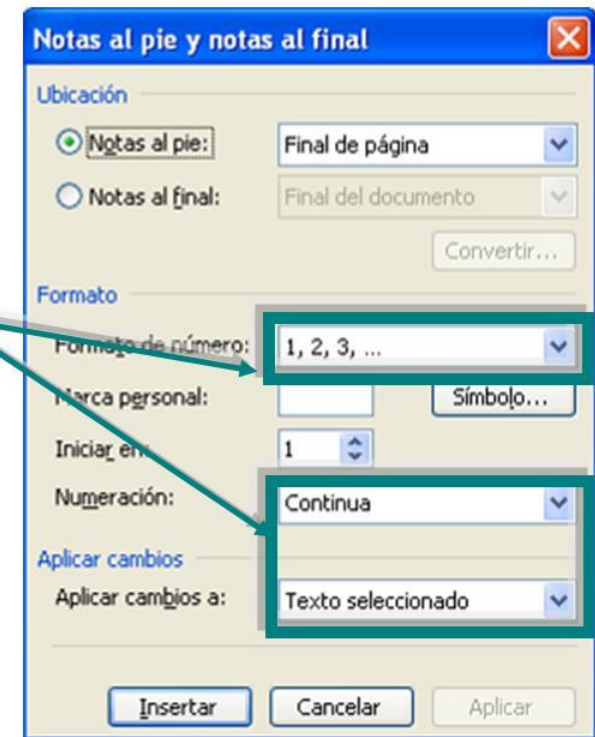 Notas al pie y notas al final
Ubicación
Notas al pie: Final de página
Notas al final: Final del documento
Convertir...
Formato
Formato de número: 1, 2, 3, ...
Marca personal: Símbolo...
Iniciar en: 1
Numeración: Continua
Aplicar cambios
Aplicar cambios a: Texto seleccionado
Insertar Cancelar Aplicar